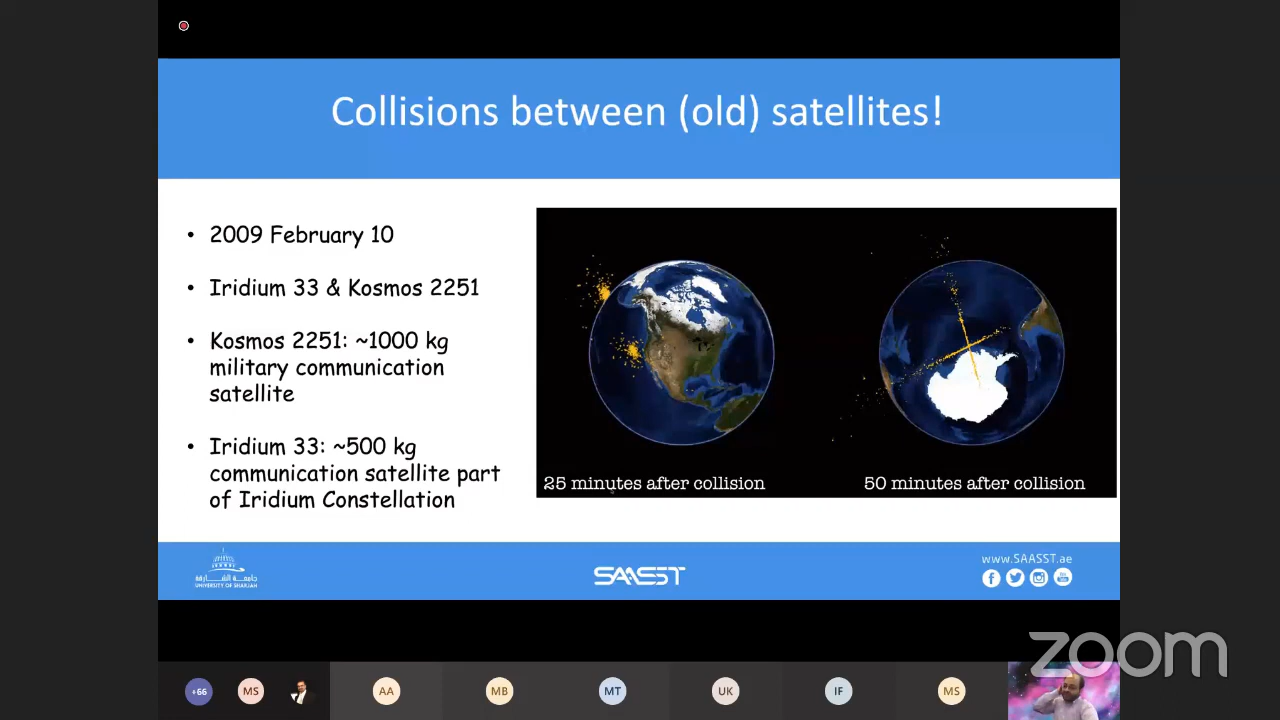 Collisions between (old) satellites!
• 2009 February 10
• Iridium 33 & Kosmos 2251
• Kosmos 2251: ~1000 kg
military communication
satellite
• Iridium 33: ~500 kg
communication satellite part
of Iridium Constellation
25 minutes after collision
50 minutes after collision
جامعة الشارقة
UNIVERSITY OF SHARJAH
SAASST
www.SAASST.ae
zoom
+66
MS
AA
MB
MT
UK
IF
MS